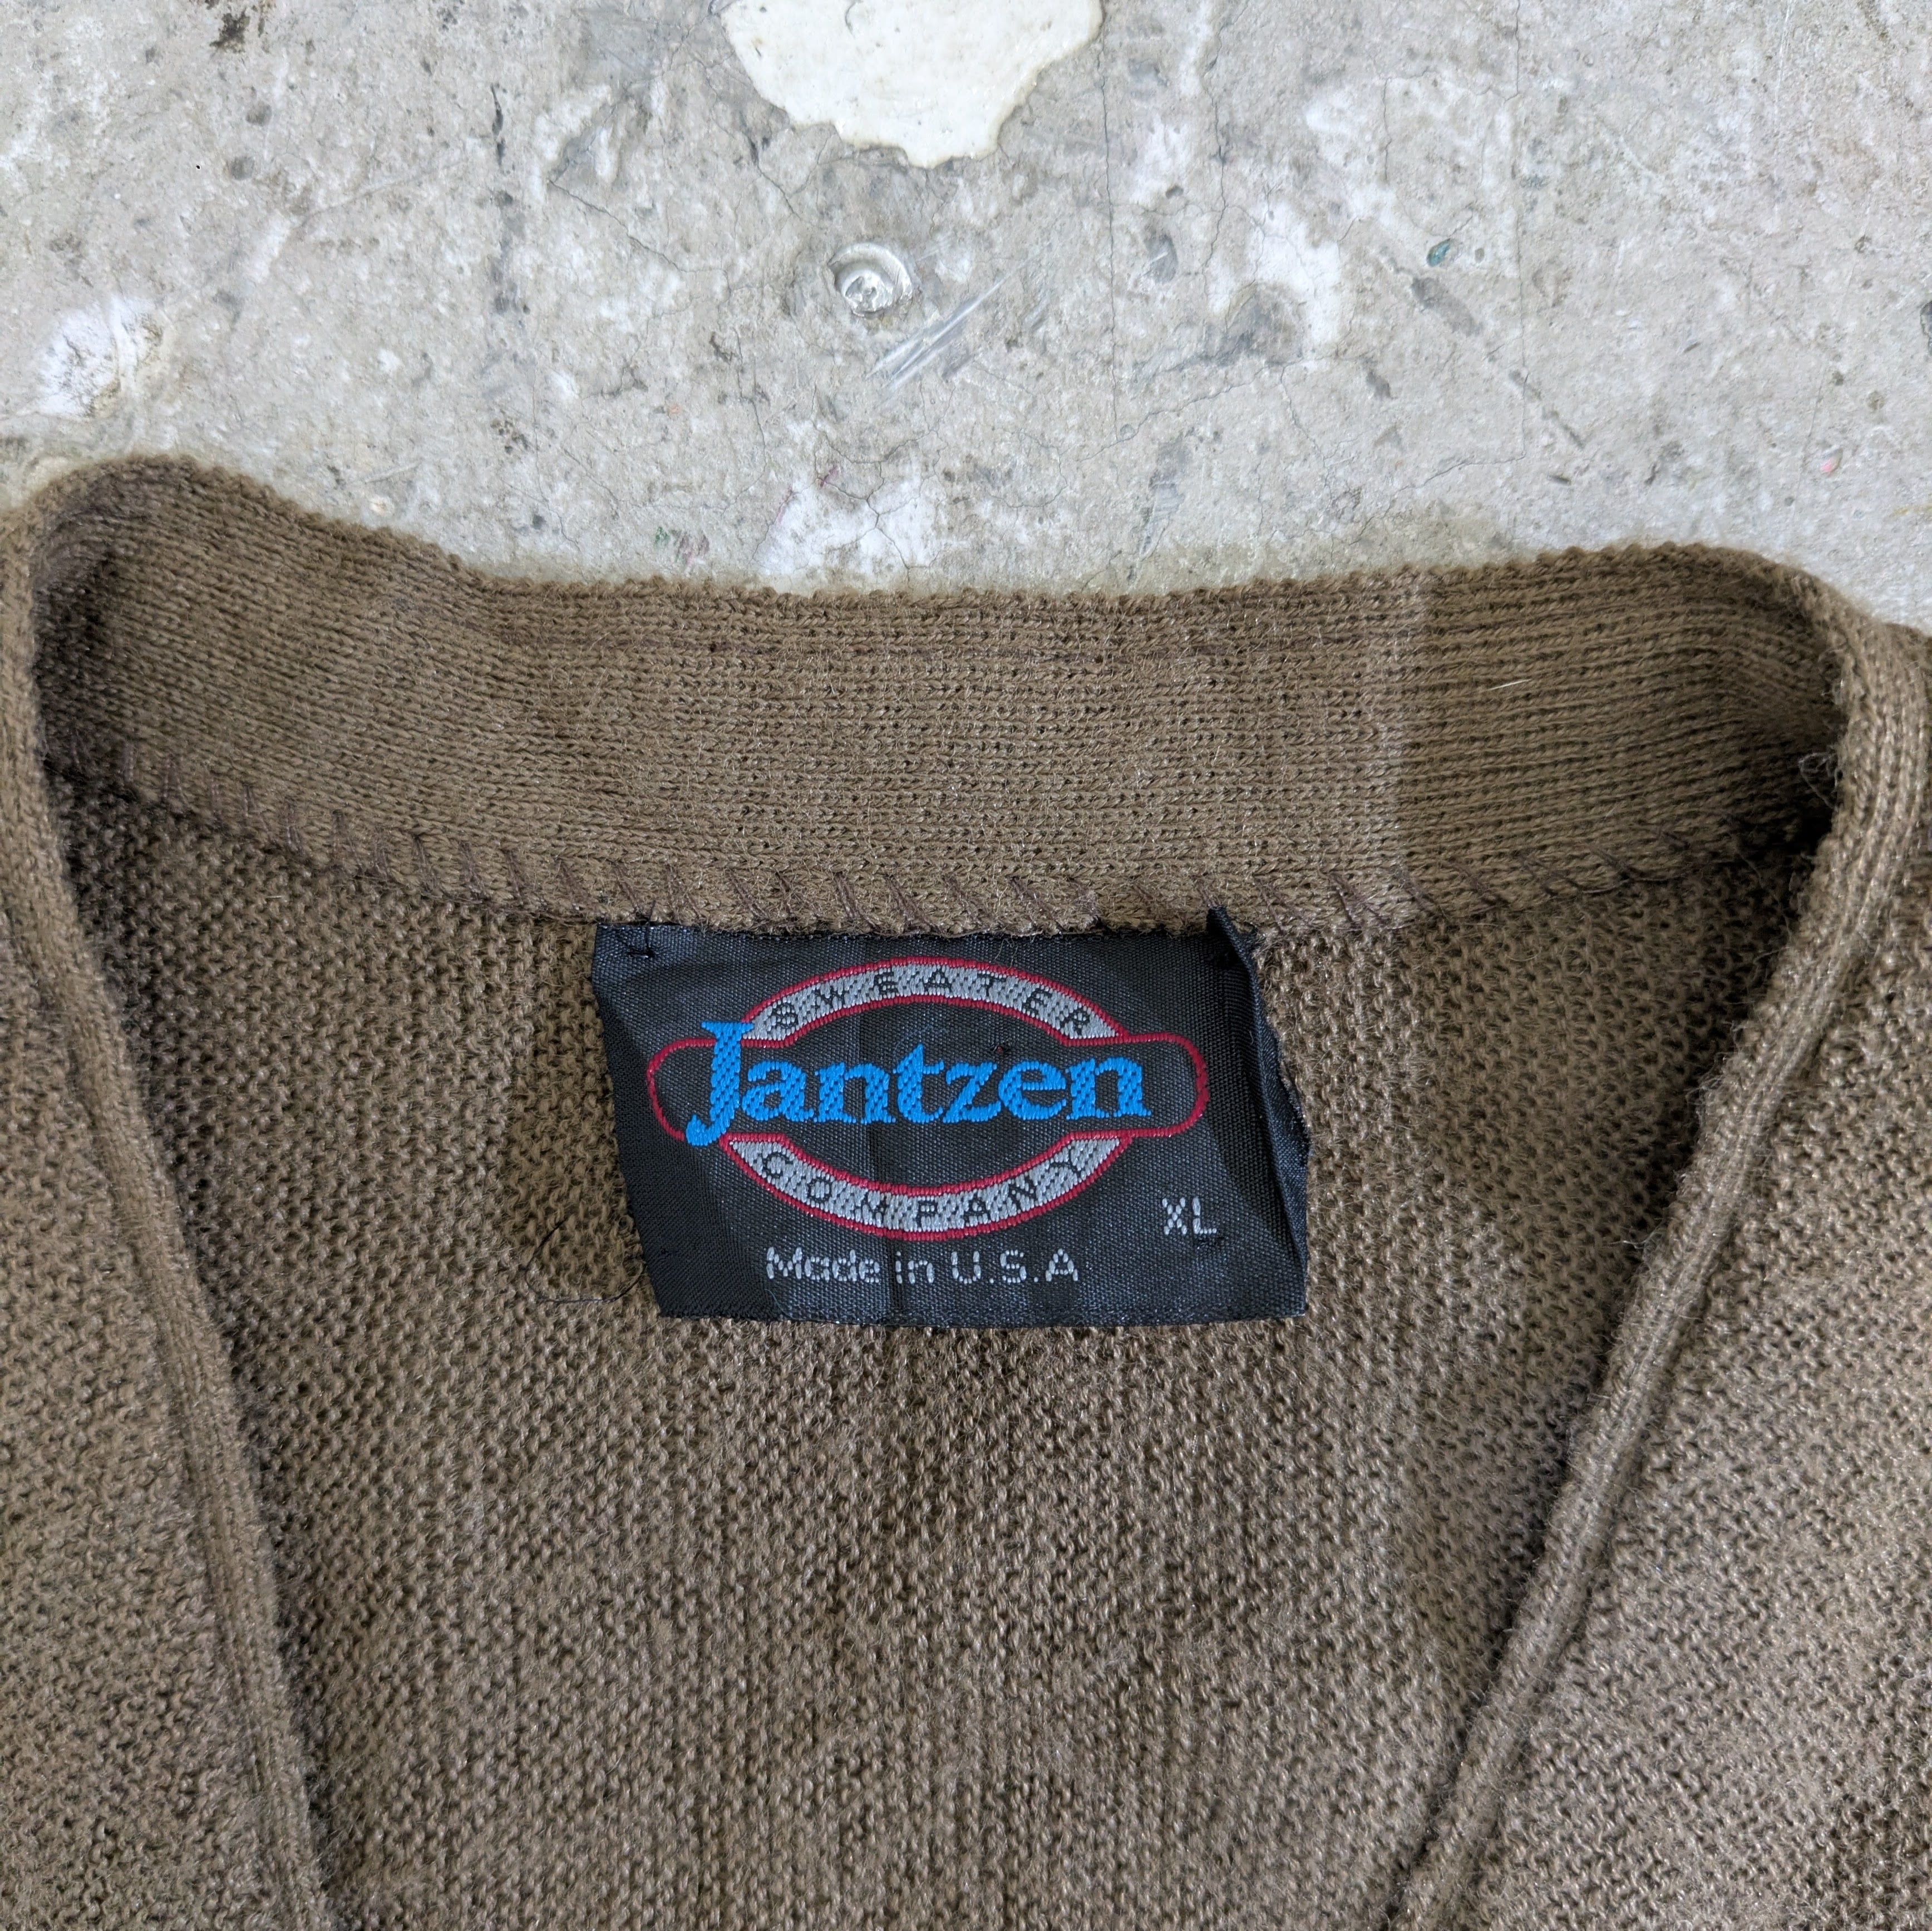 SWEATER
Jantzen
COMPANY
XL
Made in U.S.A